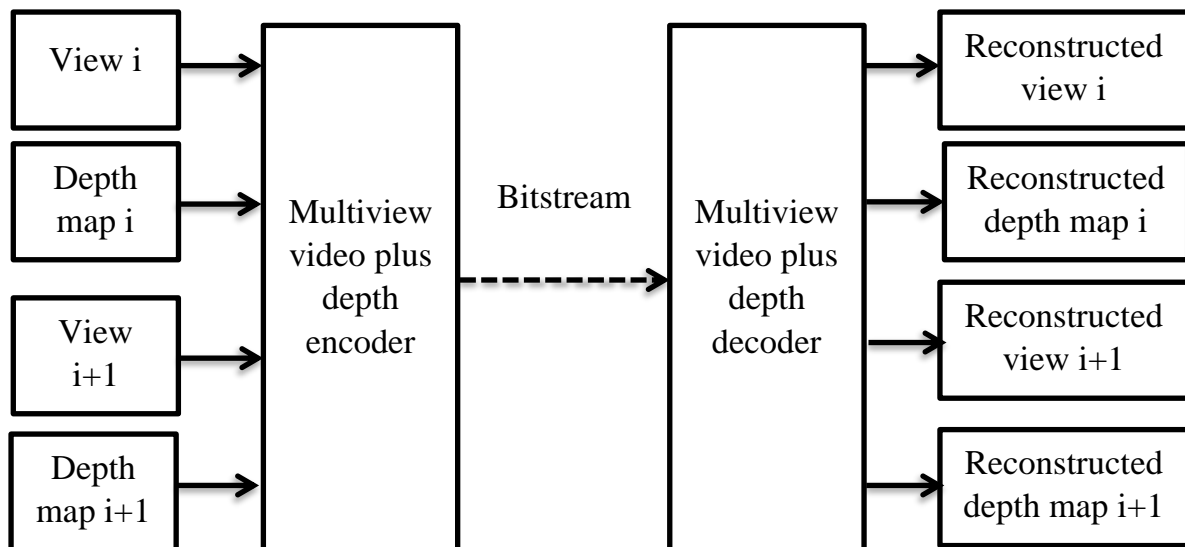 View i
Depth
map i
View
i+1
Depth
map i+1
Multiview
video plus
depth
encoder
Bitstream
Multiview
video plus
depth
decoder
Reconstructed
view i
Reconstructed
depth map i
Reconstructed
view i+1
Reconstructed
depth map i+1